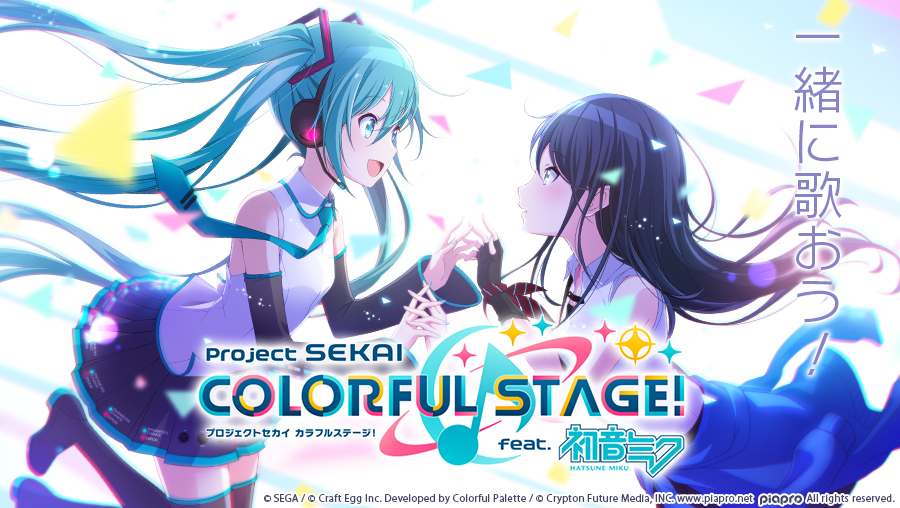 一緒に歌おう！
Project SEKAI
COLORFUL STAGE!
プロジェクトセカイ カラフルステージ！
feat. 初音ミク
HATSUNE MIKU
© SEGA / © Craft Egg Inc. Developed by Colorful Palette / © Crypton Future Media, INC. www.piapro.net piapro All rights reserved.